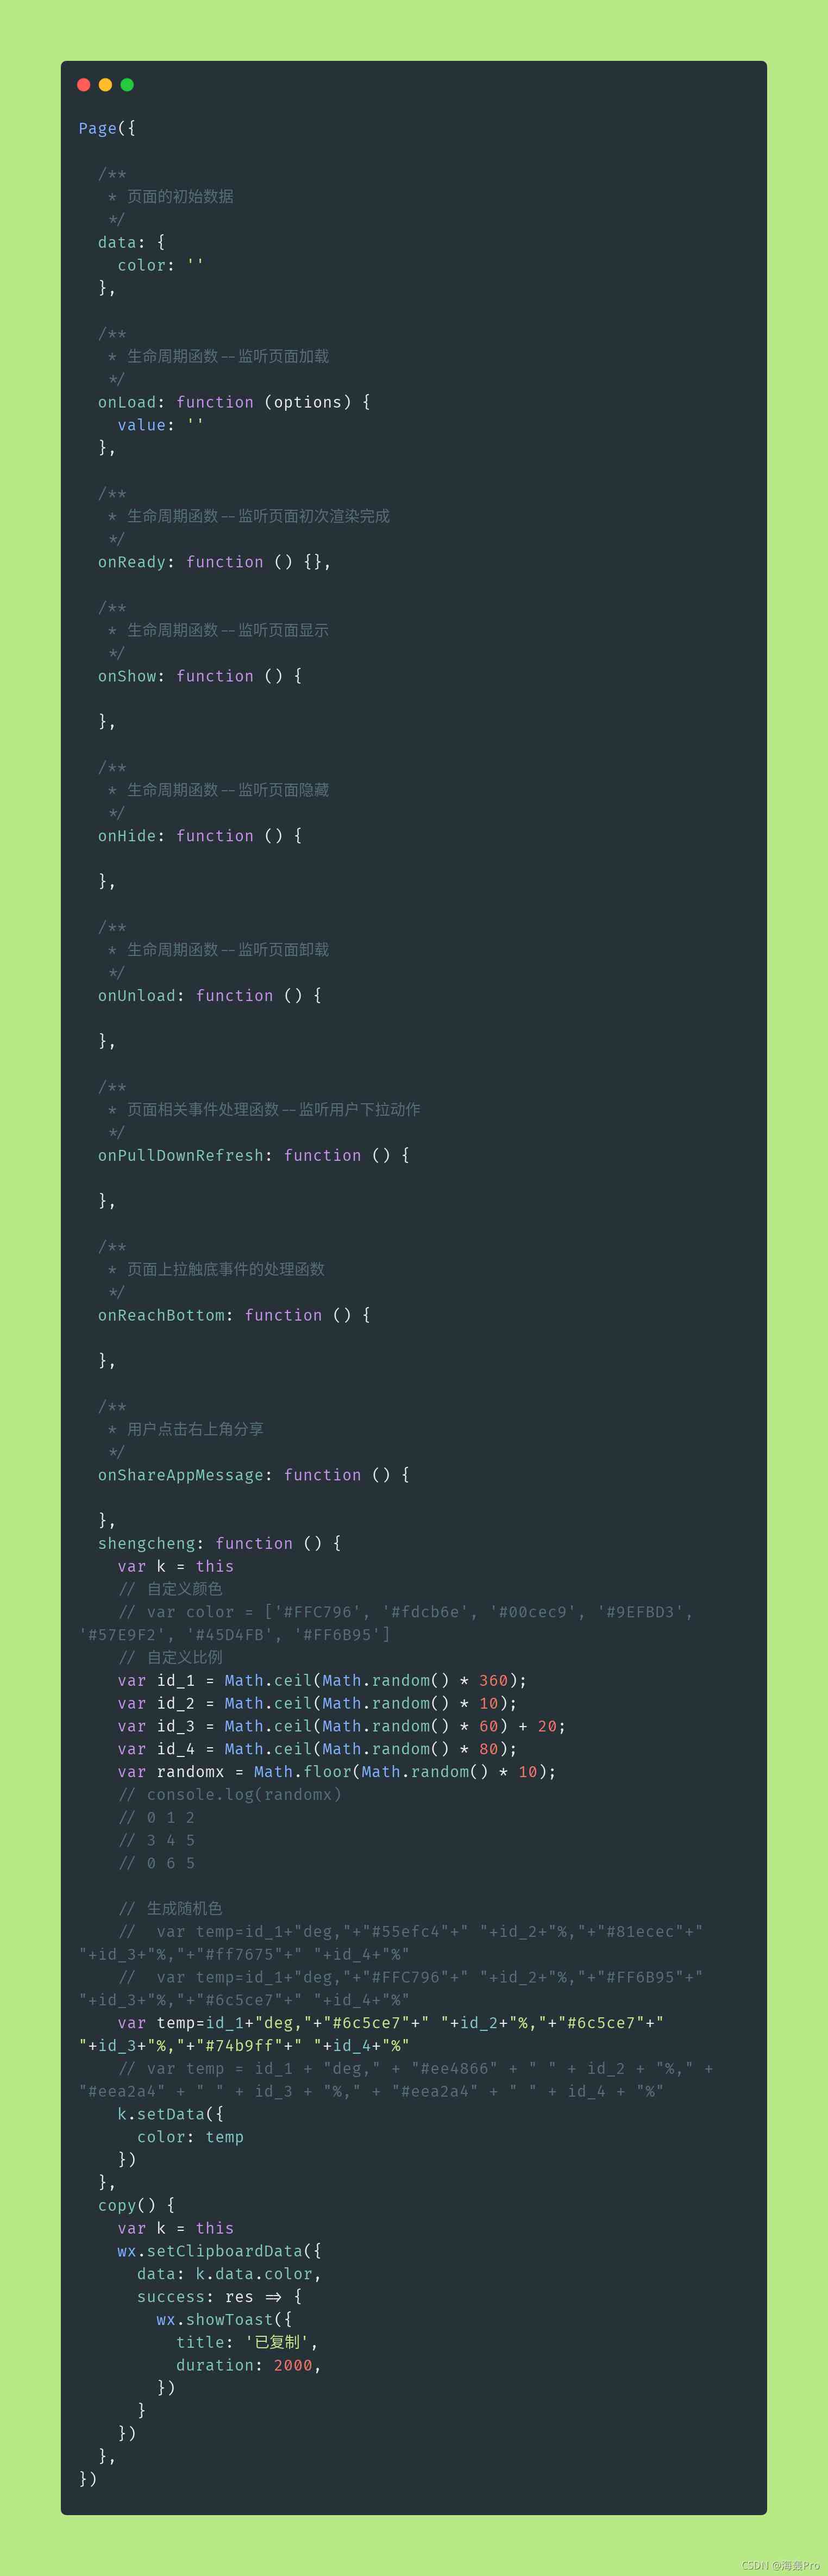 Page({
/**
* 页面的初始数据
*/
data: {
color: ''
},
/**
* 生命周期函数--监听页面加载
*/
onLoad: function (options) {
value: ''
},
/**
* 生命周期函数--监听页面初次渲染完成
*/
onReady: function () {},
/**
* 生命周期函数--监听页面显示
*/
onShow: function () {
},
/**
* 生命周期函数--监听页面隐藏
*/
onHide: function () {
},
/**
* 生命周期函数--监听页面卸载
*/
onUnload: function () {
},
/**
* 页面相关事件处理函数--监听用户下拉动作
*/
onPullDownRefresh: function () {
},
/**
* 页面上拉触底事件的处理函数
*/
onReachBottom: function () {
},
/**
* 用户点击右上角分享
*/
onShareAppMessage: function () {
},
shengcheng: function () {
var k = this
// 自定义颜色
// var color = ['#FFC796', '#fdcb6e', '#00cec9', '#9EFBD3',
'#57E9F2', '#45D4FB', '#FF6B95']
// 自定义比例
var id_1 = Math.ceil(Math.random() * 360);
var id_2 = Math.ceil(Math.random() * 10);
var id_3 = Math.ceil(Math.random() * 60) + 20;
var id_4 = Math.ceil(Math.random() * 80);
var randomx = Math.floor(Math.random() * 10);
// console.log(randomx)
// 0 1 2
// 3 4 5
// 0 6 5
// 生成随机色
//  var temp=id_1+"deg,"+"#55efc4"+" "+id_2+"%,"+"#81ecec"+"
"+id_3+"%,"+"#ff7675"+" "+id_4+"%"
//  var temp=id_1+"deg,"+"#FFC796"+" "+id_2+"%,"+"#FF6B95"+"
"+id_3+"%,"+"#6c5ce7"+" "+id_4+"%"
var temp=id_1+"deg,"+"#6c5ce7"+" "+id_2+"%,"+"#6c5ce7"+"
"+id_3+"%,"+"#74b9ff"+" "+id_4+"%"
// var temp = id_1 + "deg," + "#ee4866" + " " + id_2 + "%," +
"#eea2a4" + " " + id_3 + "%," + "#eea2a4" + " " + id_4 + "%"
k.setData({
color: temp
})
},
copy() {
var k = this
wx.setClipboardData({
data: k.data.color,
success: res => {
wx.showToast({
title: '已复制',
duration: 2000,
})
}
})
},
})
CSDN @海轰Pro